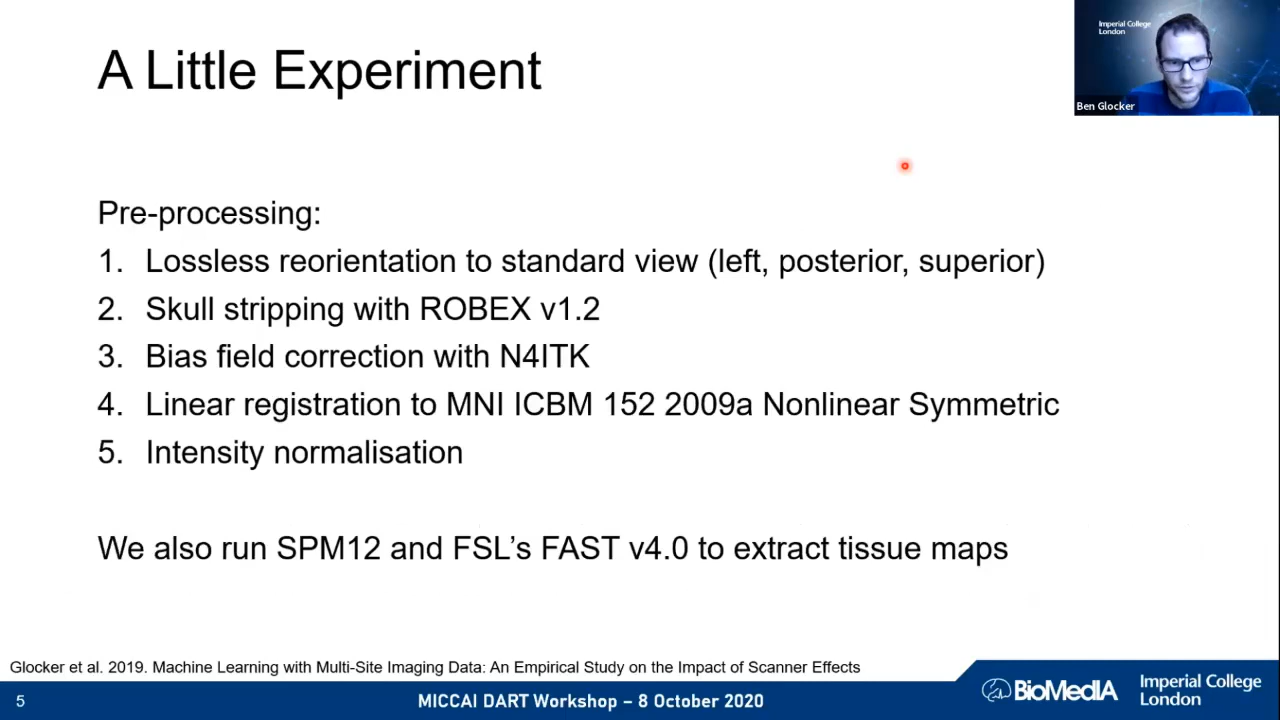 A Little Experiment
Imperial College
London
Ben Glocker
Pre-processing:
1. Lossless reorientation to standard view (left, posterior, superior)
2. Skull stripping with ROBEX v1.2
3. Bias field correction with N4ITK
4. Linear registration to MNI ICBM 152 2009a Nonlinear Symmetric
5. Intensity normalisation
We also run SPM12 and FSL’s FAST v4.0 to extract tissue maps
Glocker et al. 2019. Machine Learning with Multi-Site Imaging Data: An Empirical Study on the Impact of Scanner Effects
5
MICCAI DART Workshop – 8 October 2020
BioMedIA
Imperial College
London